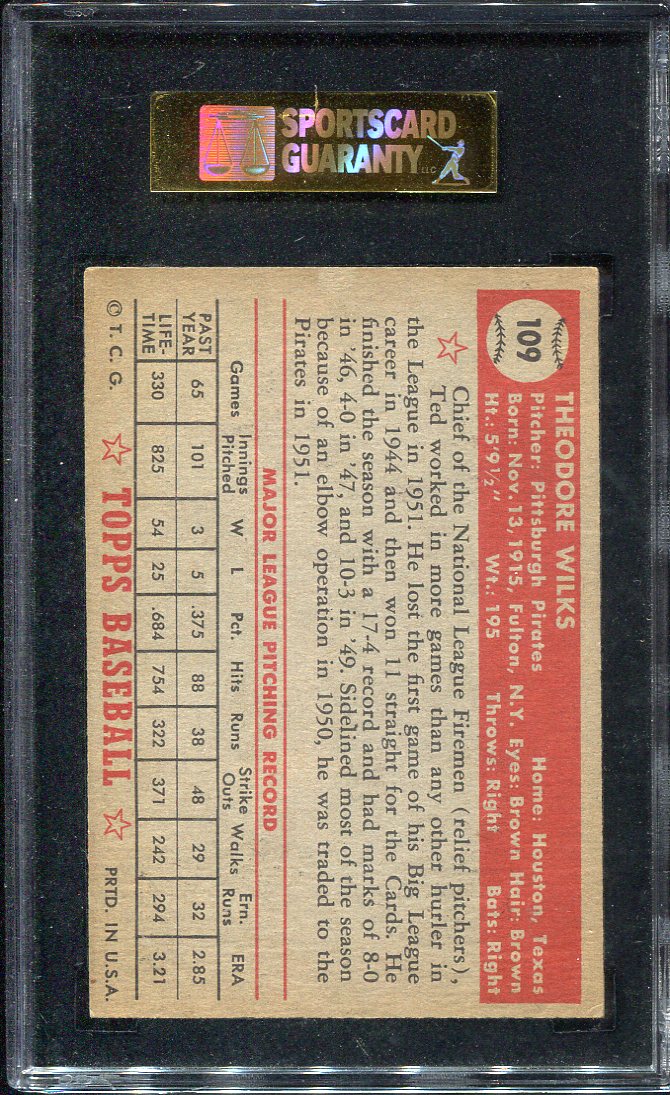 SPORTSCARD
GUARANTY LLC
109
THEODORE WILKS
Pitcher: Pittsburgh Pirates Home: Houston, Texas
Born: Nov. 13, 1915, Fulton, N.Y. Eyes: Brown Hair: Brown
Ht.: 5'9½" Wt.: 195 Throws: Right Bats: Right
Chief of the National League Firemen (relief pitchers),
Ted worked in more games than any other hurler in
the League in 1951. He lost the first game of his Big League
career in 1944 and then won 11 straight for the Cards. He
finished the season with a 17-4 record and had marks of 8-0
in '46, 4-0 in '47, and 10-3 in '49. Sidelined most of the season
because of an elbow operation in 1950, he was traded to the
Pirates in 1951.
MAJOR LEAGUE PITCHING RECORD
Games Innings Pitched W L Pct. Hits Runs Strike Outs Walks Ern. Runs ERA
PAST YEAR 65 101 3 5 .375 88 38 48 29 32 2.85
LIFE-TIME 330 825 54 25 .684 754 322 371 242 294 3.21
© T. C. G. TOPPS BASEBALL PRTD. IN U.S.A.